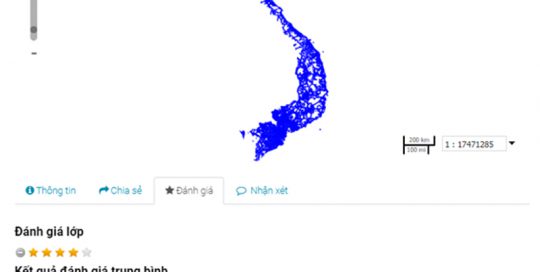 200 km
100 mi
1 : 17471285
Thông tin
Chia sẻ
Đánh giá
Nhận xét
Đánh giá lớp
Kết quả đánh giá trung bình